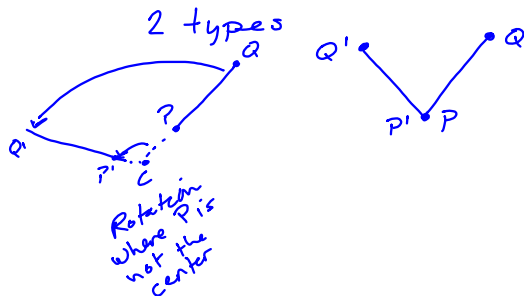 2 types
Q
Q'
P
P'
C
Rotation
where P is
not the
center
Q'
Q
P'
P